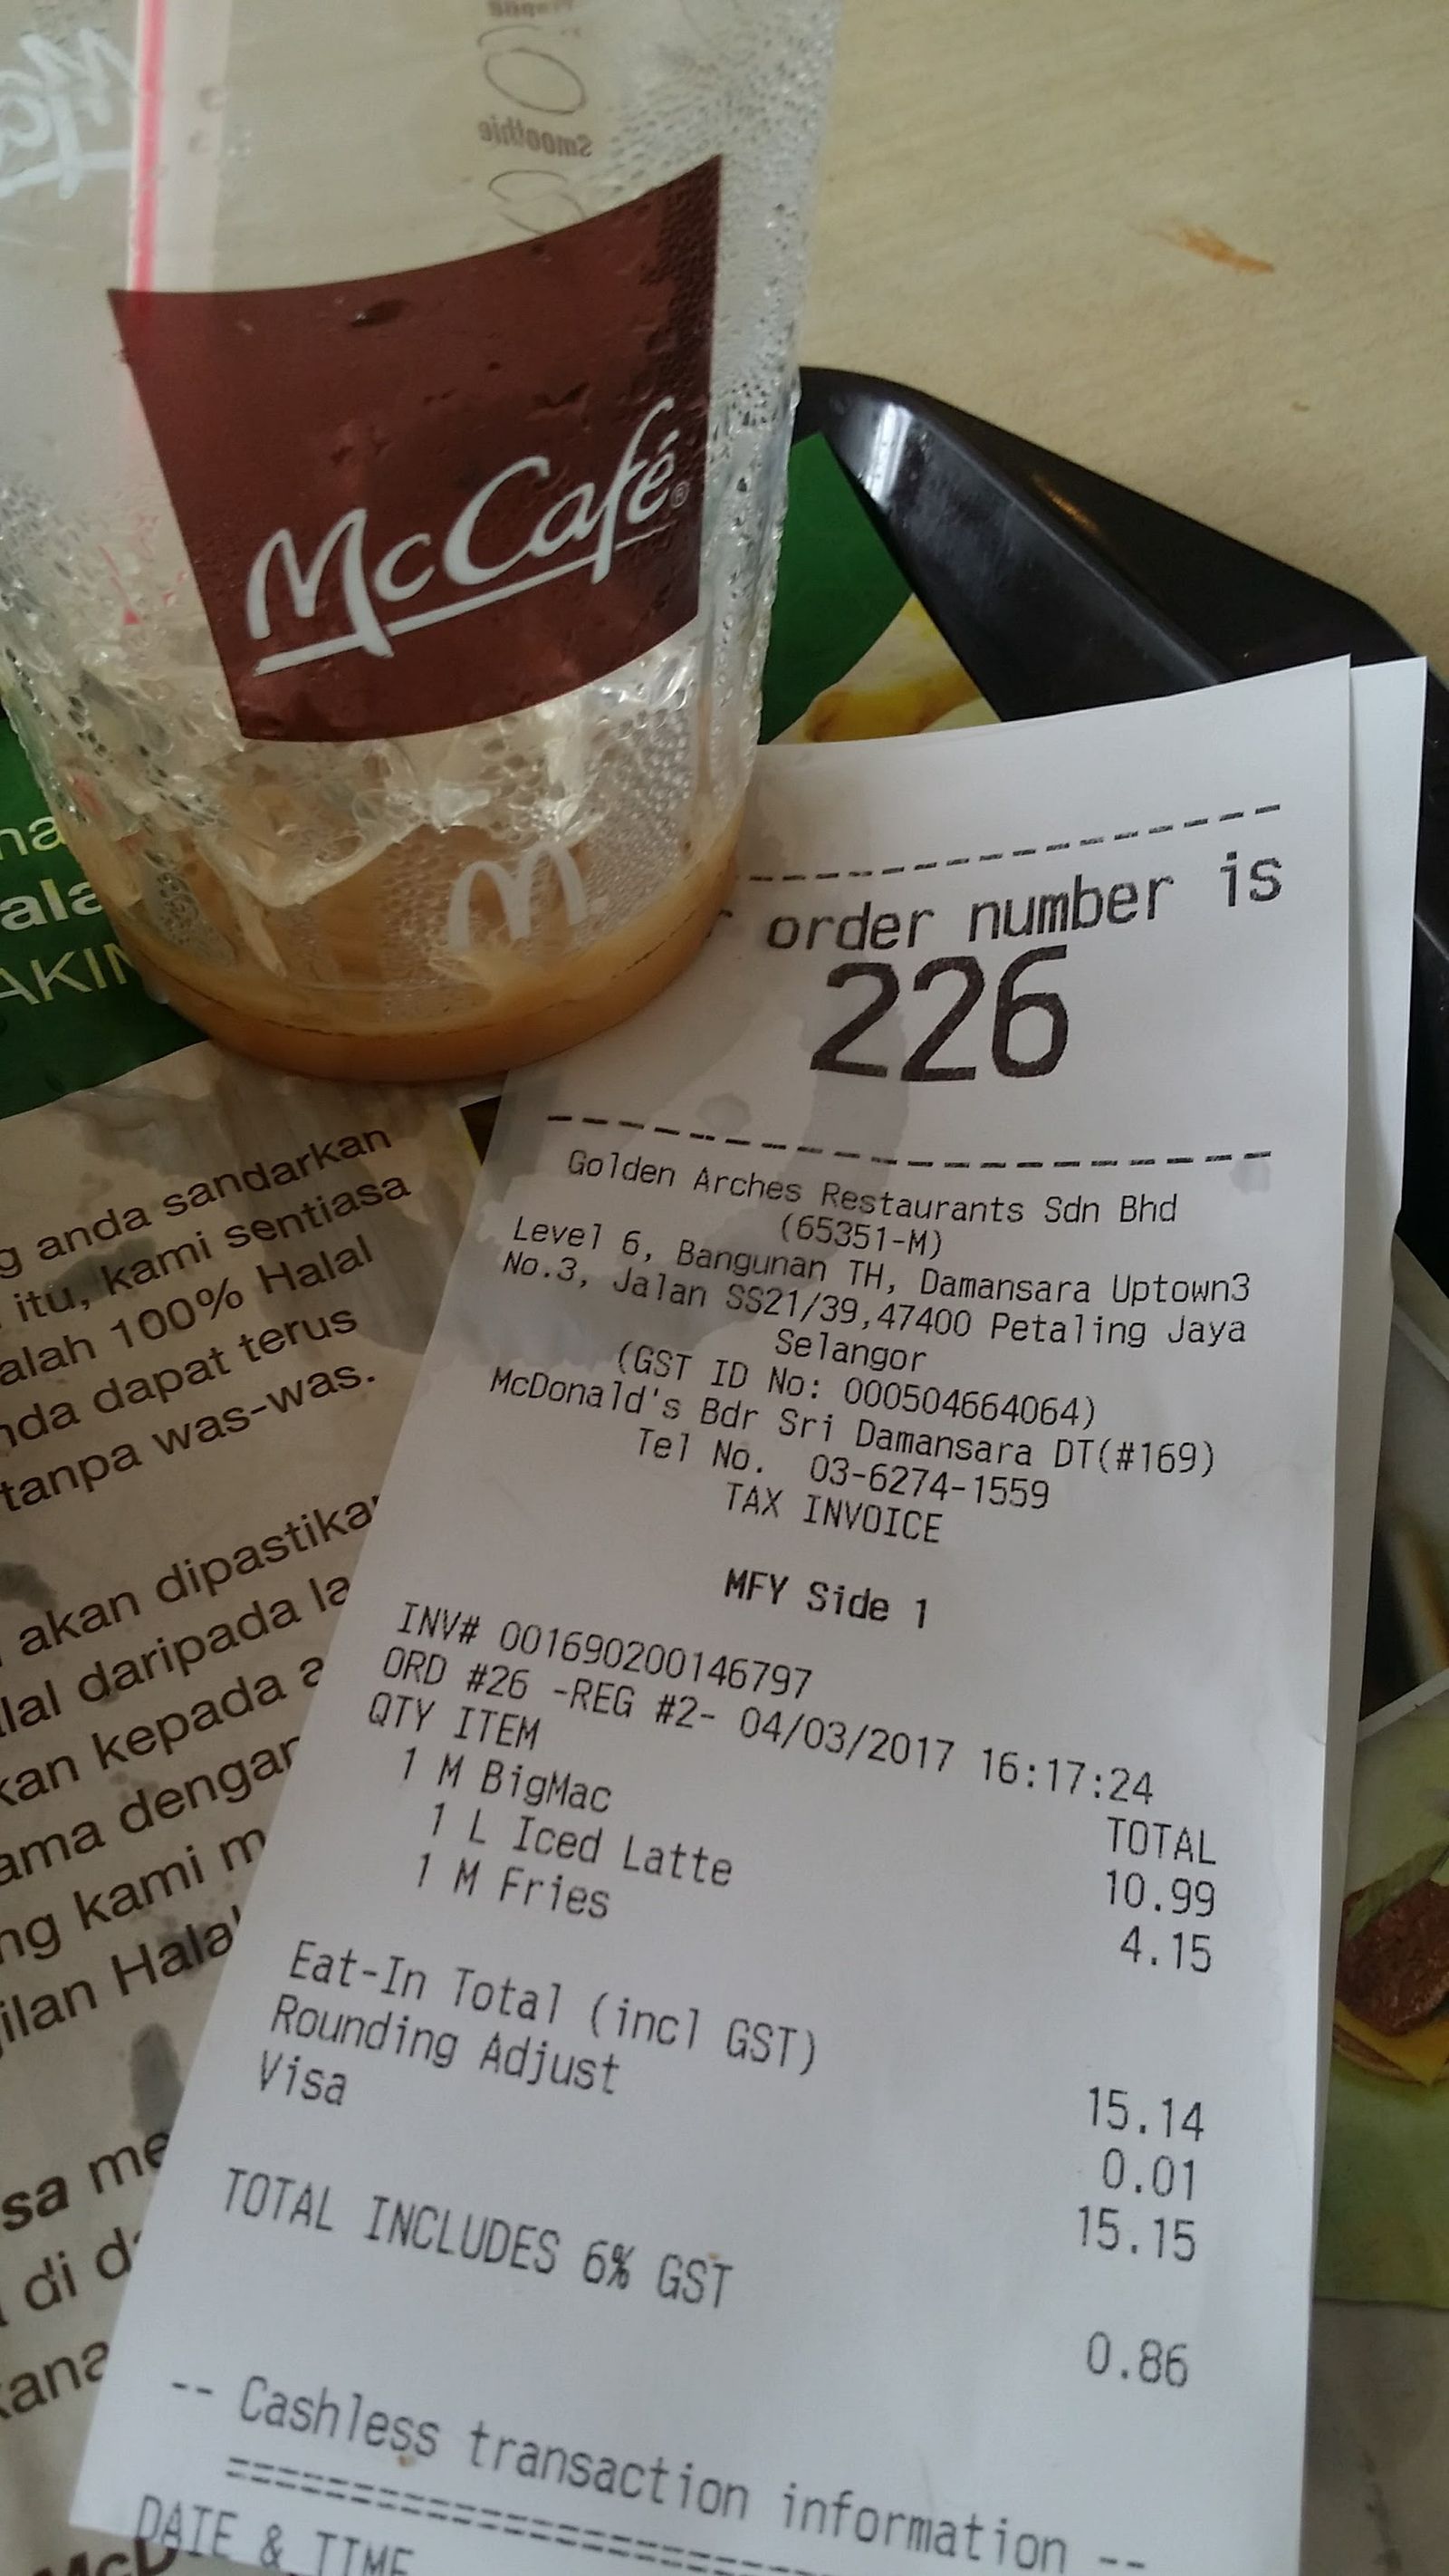 Smoothie
McCafé®
r order number is
226
Golden Arches Restaurants Sdn Bhd
(65351-M)
Level 6, Bangunan TH, Damansara Uptown3
No.3, Jalan SS21/39,47400 Petaling Jaya
Selangor
(GST ID No: 000504664064)
McDonald's Bdr Sri Damansara DT(#169)
Tel No. 03-6274-1559
TAX INVOICE
MFY Side 1
INV# 001690200146797
ORD #26 -REG #2- 04/03/2017 16:17:24
QTY ITEM TOTAL
1 M BigMac 10.99
1 L Iced Latte 4.15
1 M Fries
Eat-In Total (incl GST) 15.14
Rounding Adjust 0.01
Visa 15.15
TOTAL INCLUDES 6% GST 0.86
-- Cashless transaction information --
DATE & TIME
g anda sandarkan
itu, kami sentiasa
alah 100% Halal
nda dapat terus
tanpa was-was.
akan dipastika
lal daripada la
kan kepada a
ama dengan
ng kami m
ilan Halal
sa me
di da
kana
McD